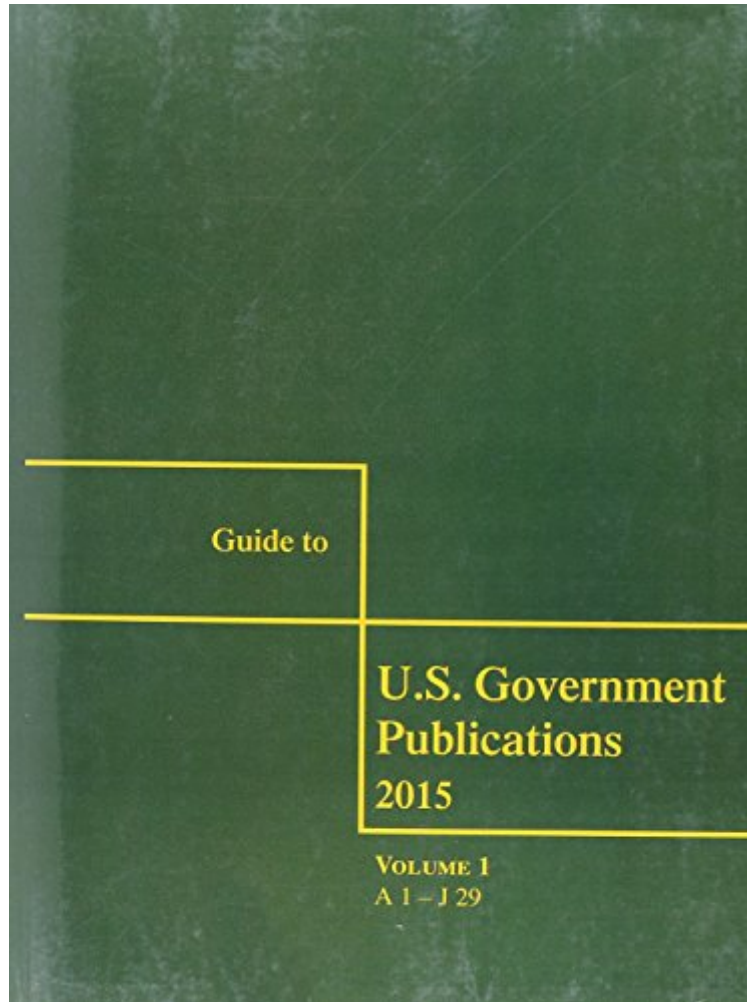 Guide to
U.S. Government
Publications
2015
VOLUME 1
A 1 – J 29